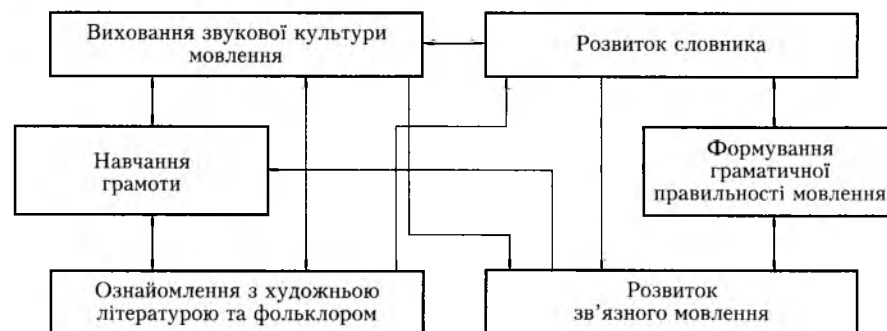 Виховання звукової культури
мовлення
Розвиток словника
Навчання
грамоти
Формування
граматичної
правильності мовлення
Ознайомлення з художньою
літературою та фольклором
Розвиток
зв’язного мовлення